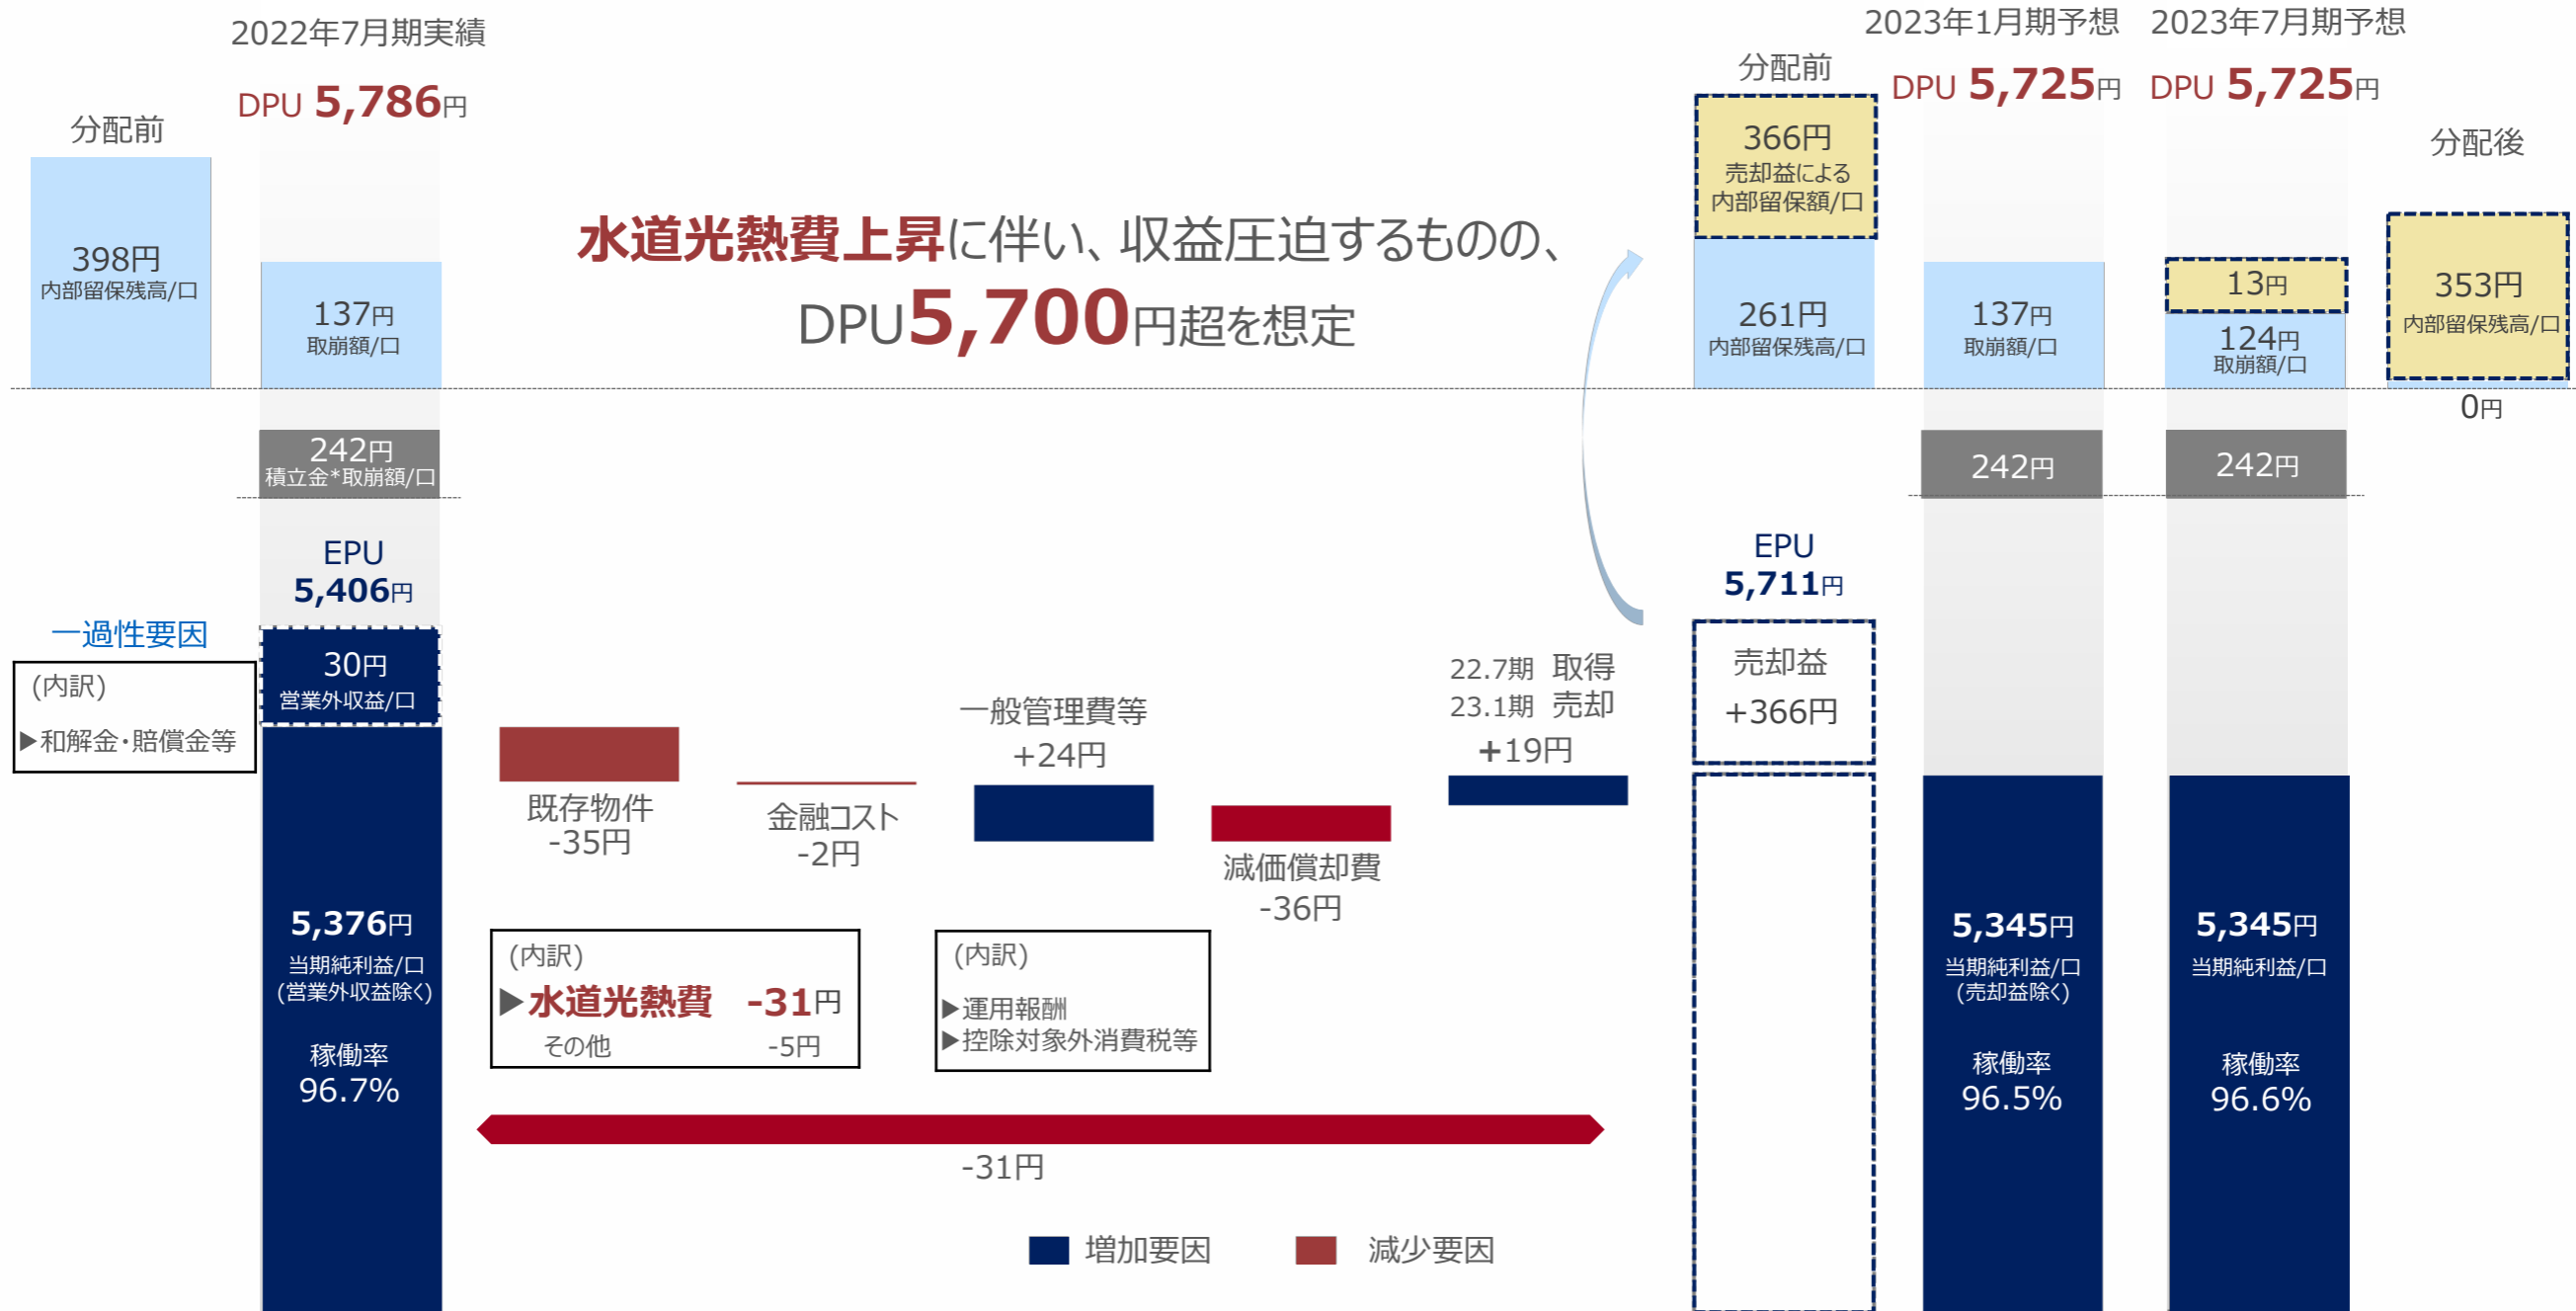 2022年7月期実績
DPU 5,786円
分配前
398円
内部留保残高/口
137円
取崩額/口
242円
積立金*取崩額/口
EPU
5,406円
一過性要因
(内訳)
▶和解金・賠償金等
30円
営業外収益/口
5,376円
当期純利益/口
(営業外収益除く)
稼働率
96.7%
水道光熱費上昇に伴い、収益圧迫するものの、
DPU5,700円超を想定
既存物件
-35円
金融コスト
-2円
一般管理費等
+24円
減価償却費
-36円
22.7期 取得
23.1期 売却
+19円
(内訳)
▶水道光熱費 -31円
その他 -5円
(内訳)
▶運用報酬
▶控除対象外消費税等
-31円
増加要因
減少要因
分配前
366円
売却益による
内部留保額/口
261円
内部留保残高/口
EPU
5,711円
売却益
+366円
2023年1月期予想
DPU 5,725円
137円
取崩額/口
242円
5,345円
当期純利益/口
(売却益除く)
稼働率
96.5%
2023年7月期予想
DPU 5,725円
13円
124円
取崩額/口
242円
5,345円
当期純利益/口
稼働率
96.6%
分配後
353円
内部留保残高/口
0円